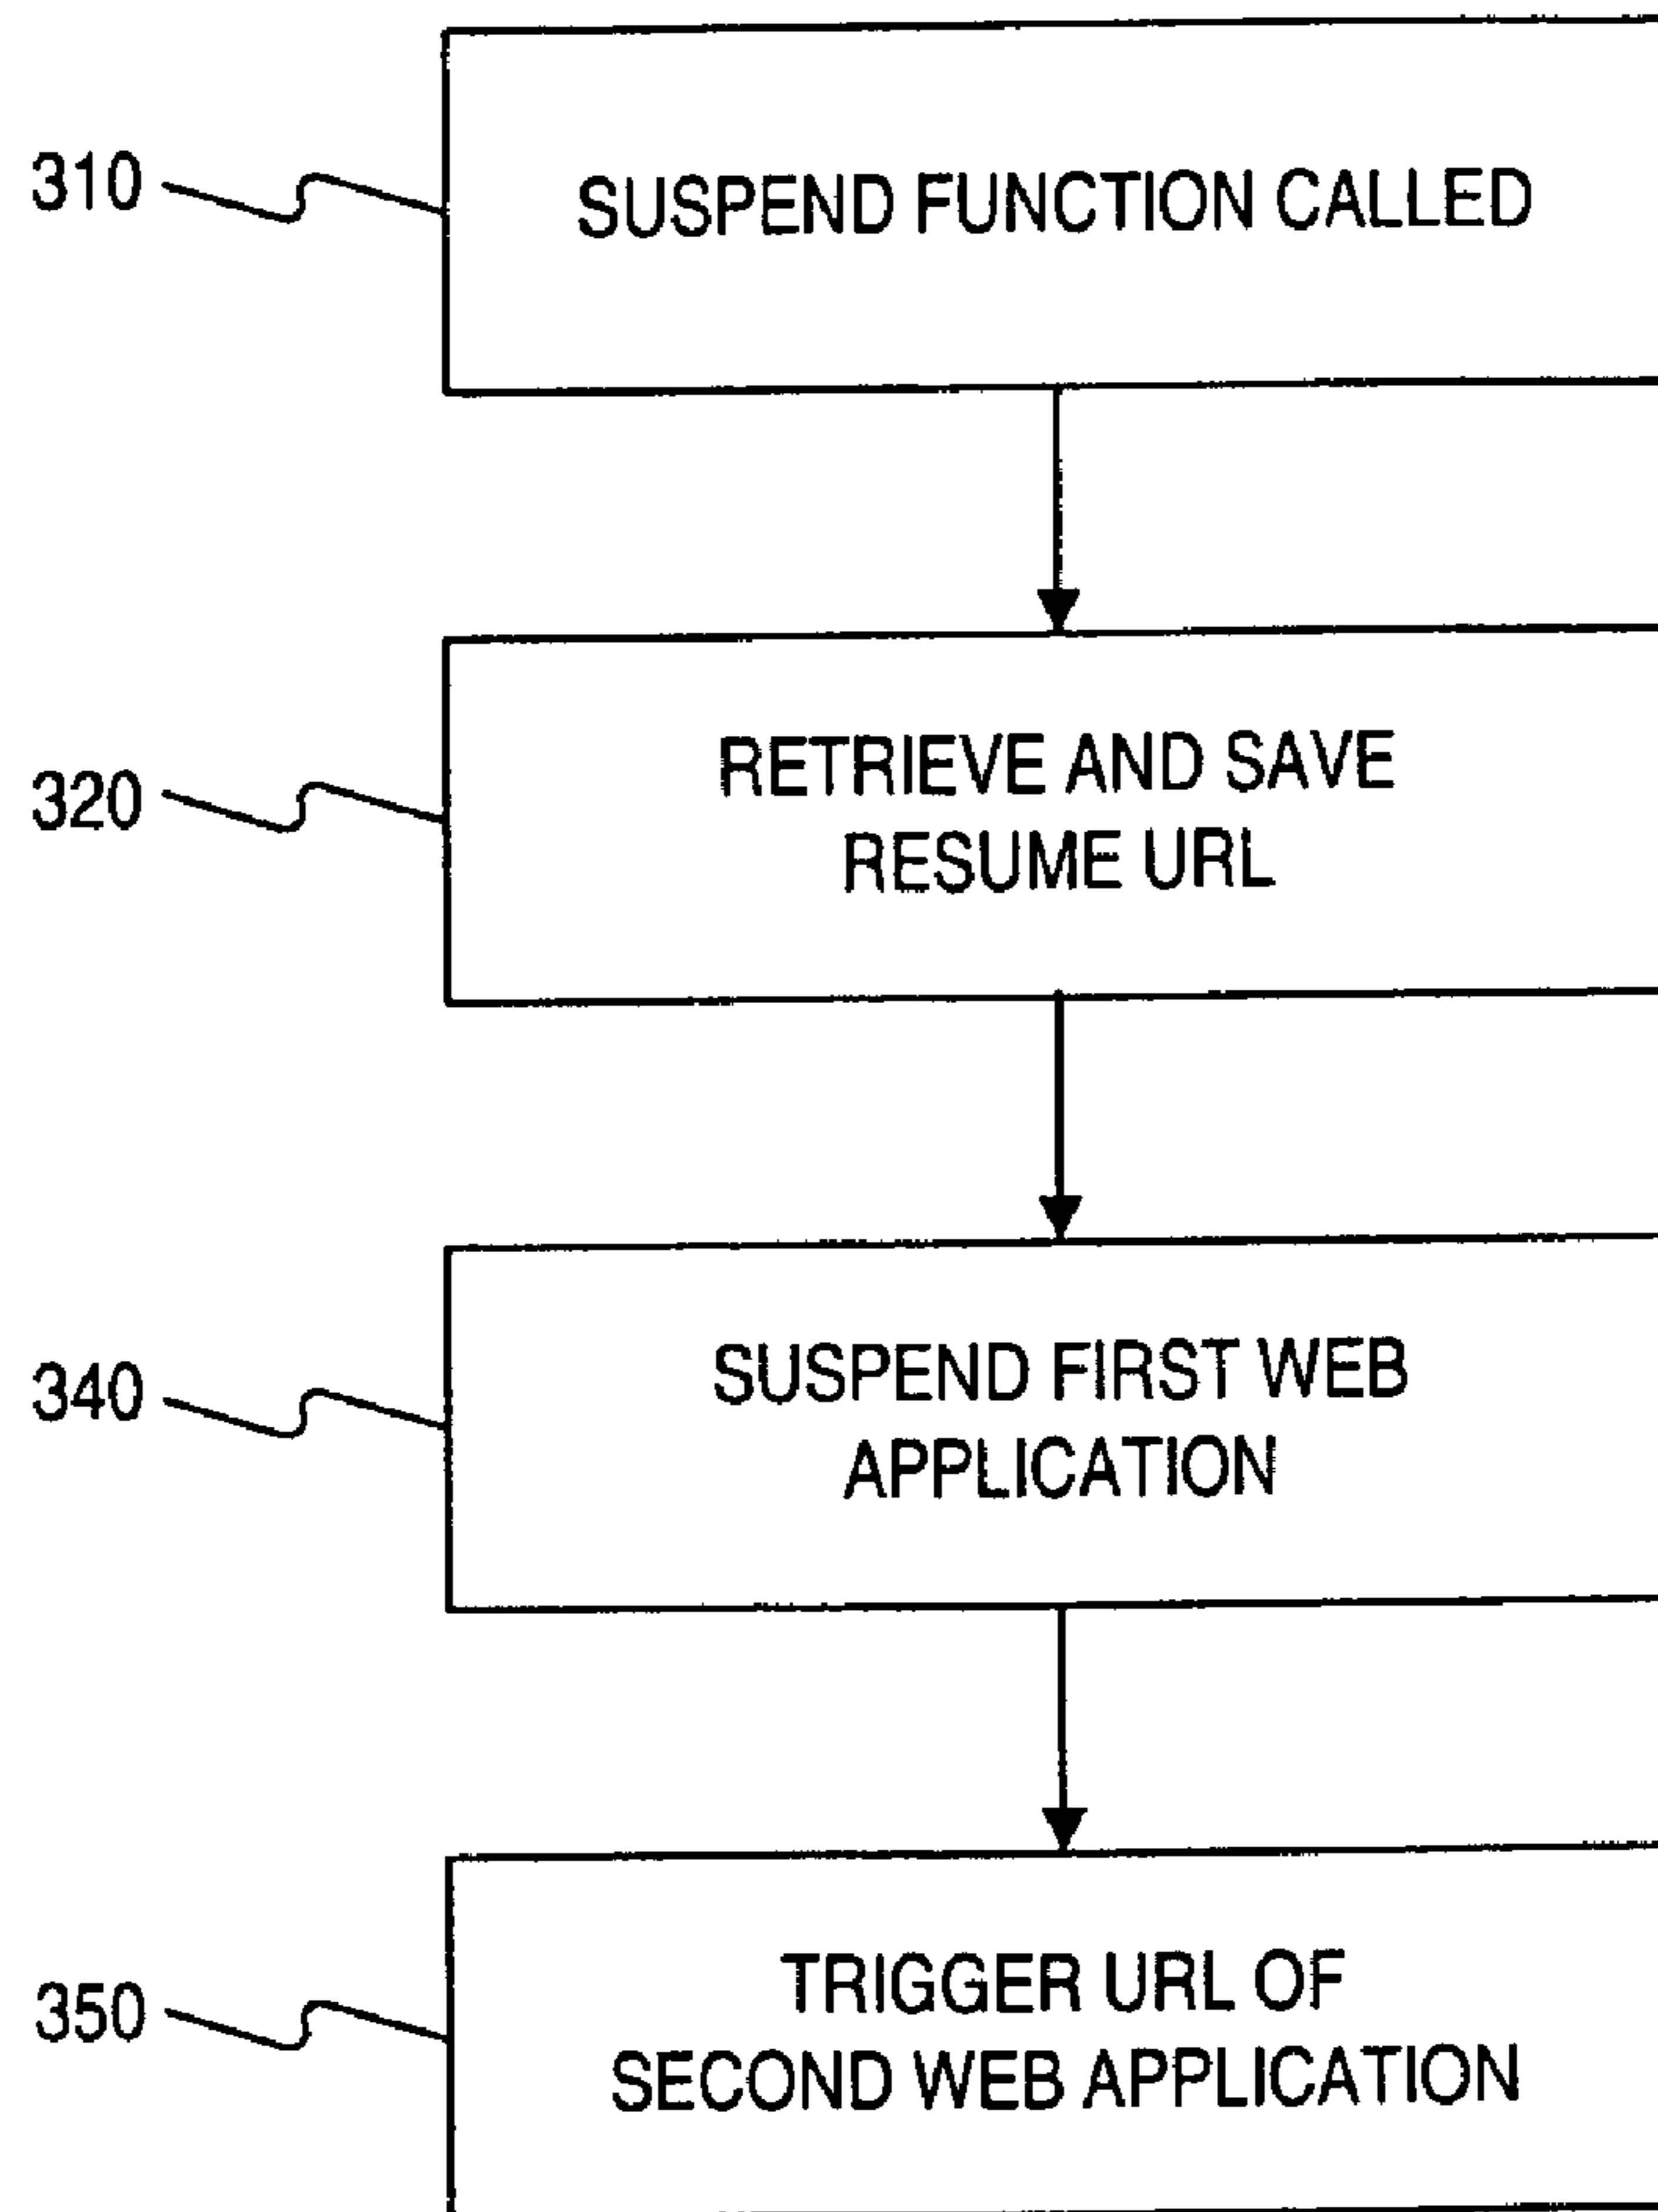 310
SUSPEND FUNCTION CALLED
320
RETRIEVE AND SAVE
RESUME URL
340
SUSPEND FIRST WEB
APPLICATION
350
TRIGGER URL OF
SECOND WEB APPLICATION